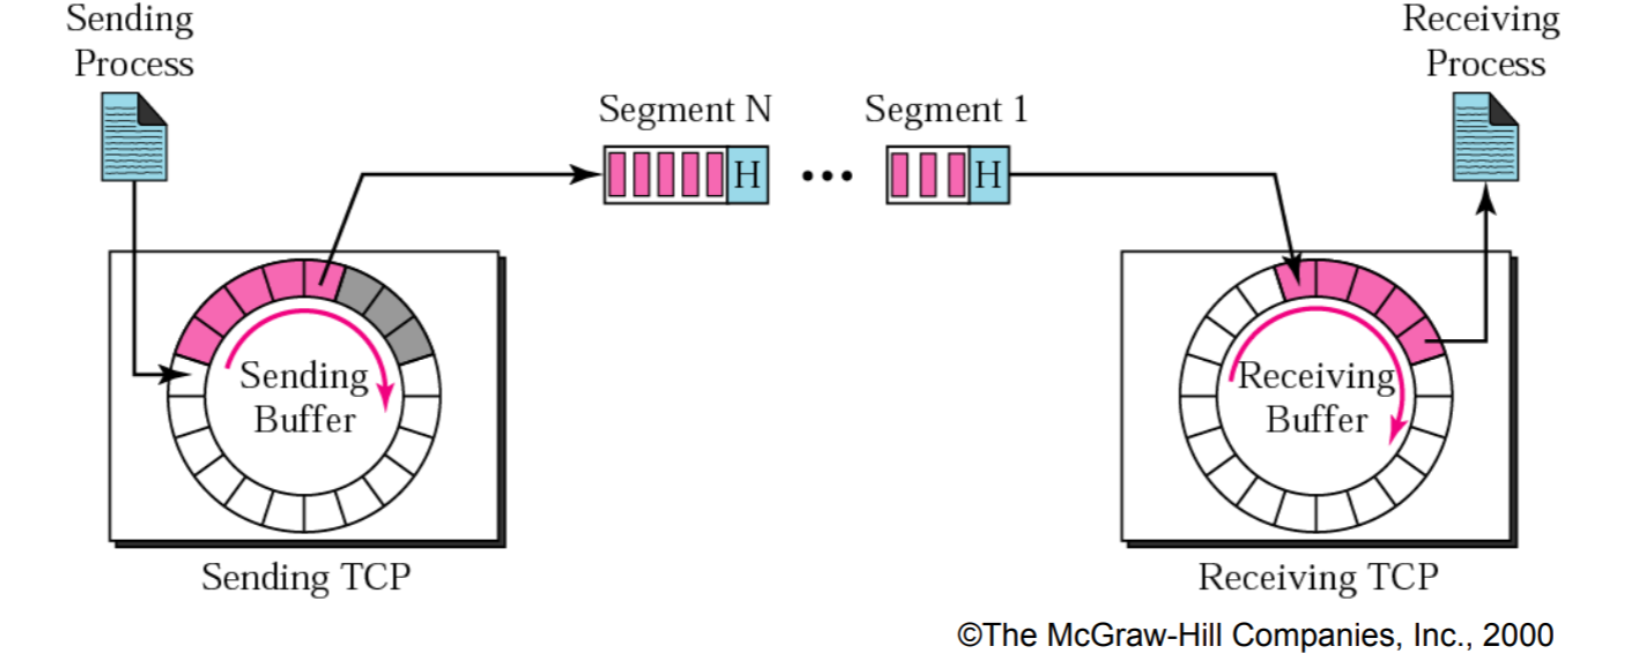 Sending
Process
Receiving
Process
Segment N
Segment 1
H
H
Sending
Buffer
Receiving
Buffer
Sending TCP
Receiving TCP
©The McGraw-Hill Companies, Inc., 2000